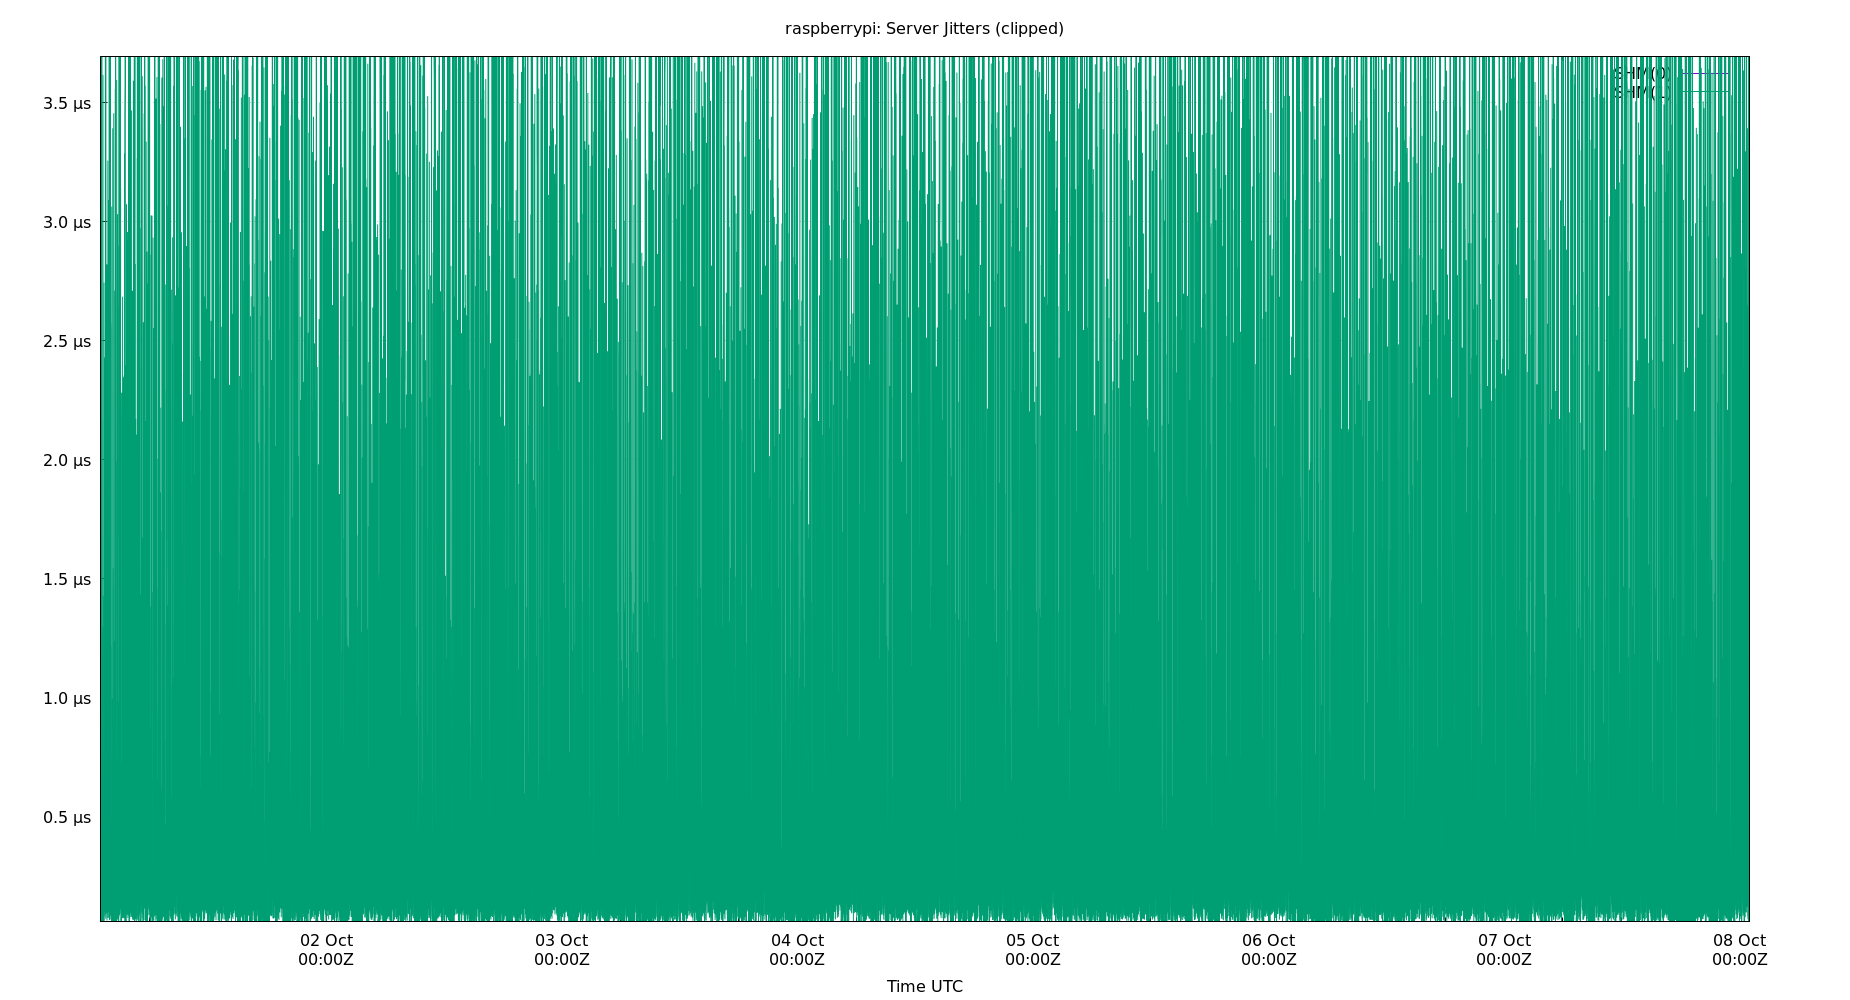 raspberrypi: Server Jitters (clipped)
SHM(0)
3.5 µs
3.0 µs
2.5 µs
2.0 µs
1.5 µs
1.0 µs
0.5 µs
02 Oct 03 Oct 04 Oct 05 Oct 06 Oct 07 Oct 08 Oct
00:00Z 00:00Z 00:00Z 00:00Z 00:00Z 00:00Z 00:00Z
Time UTC